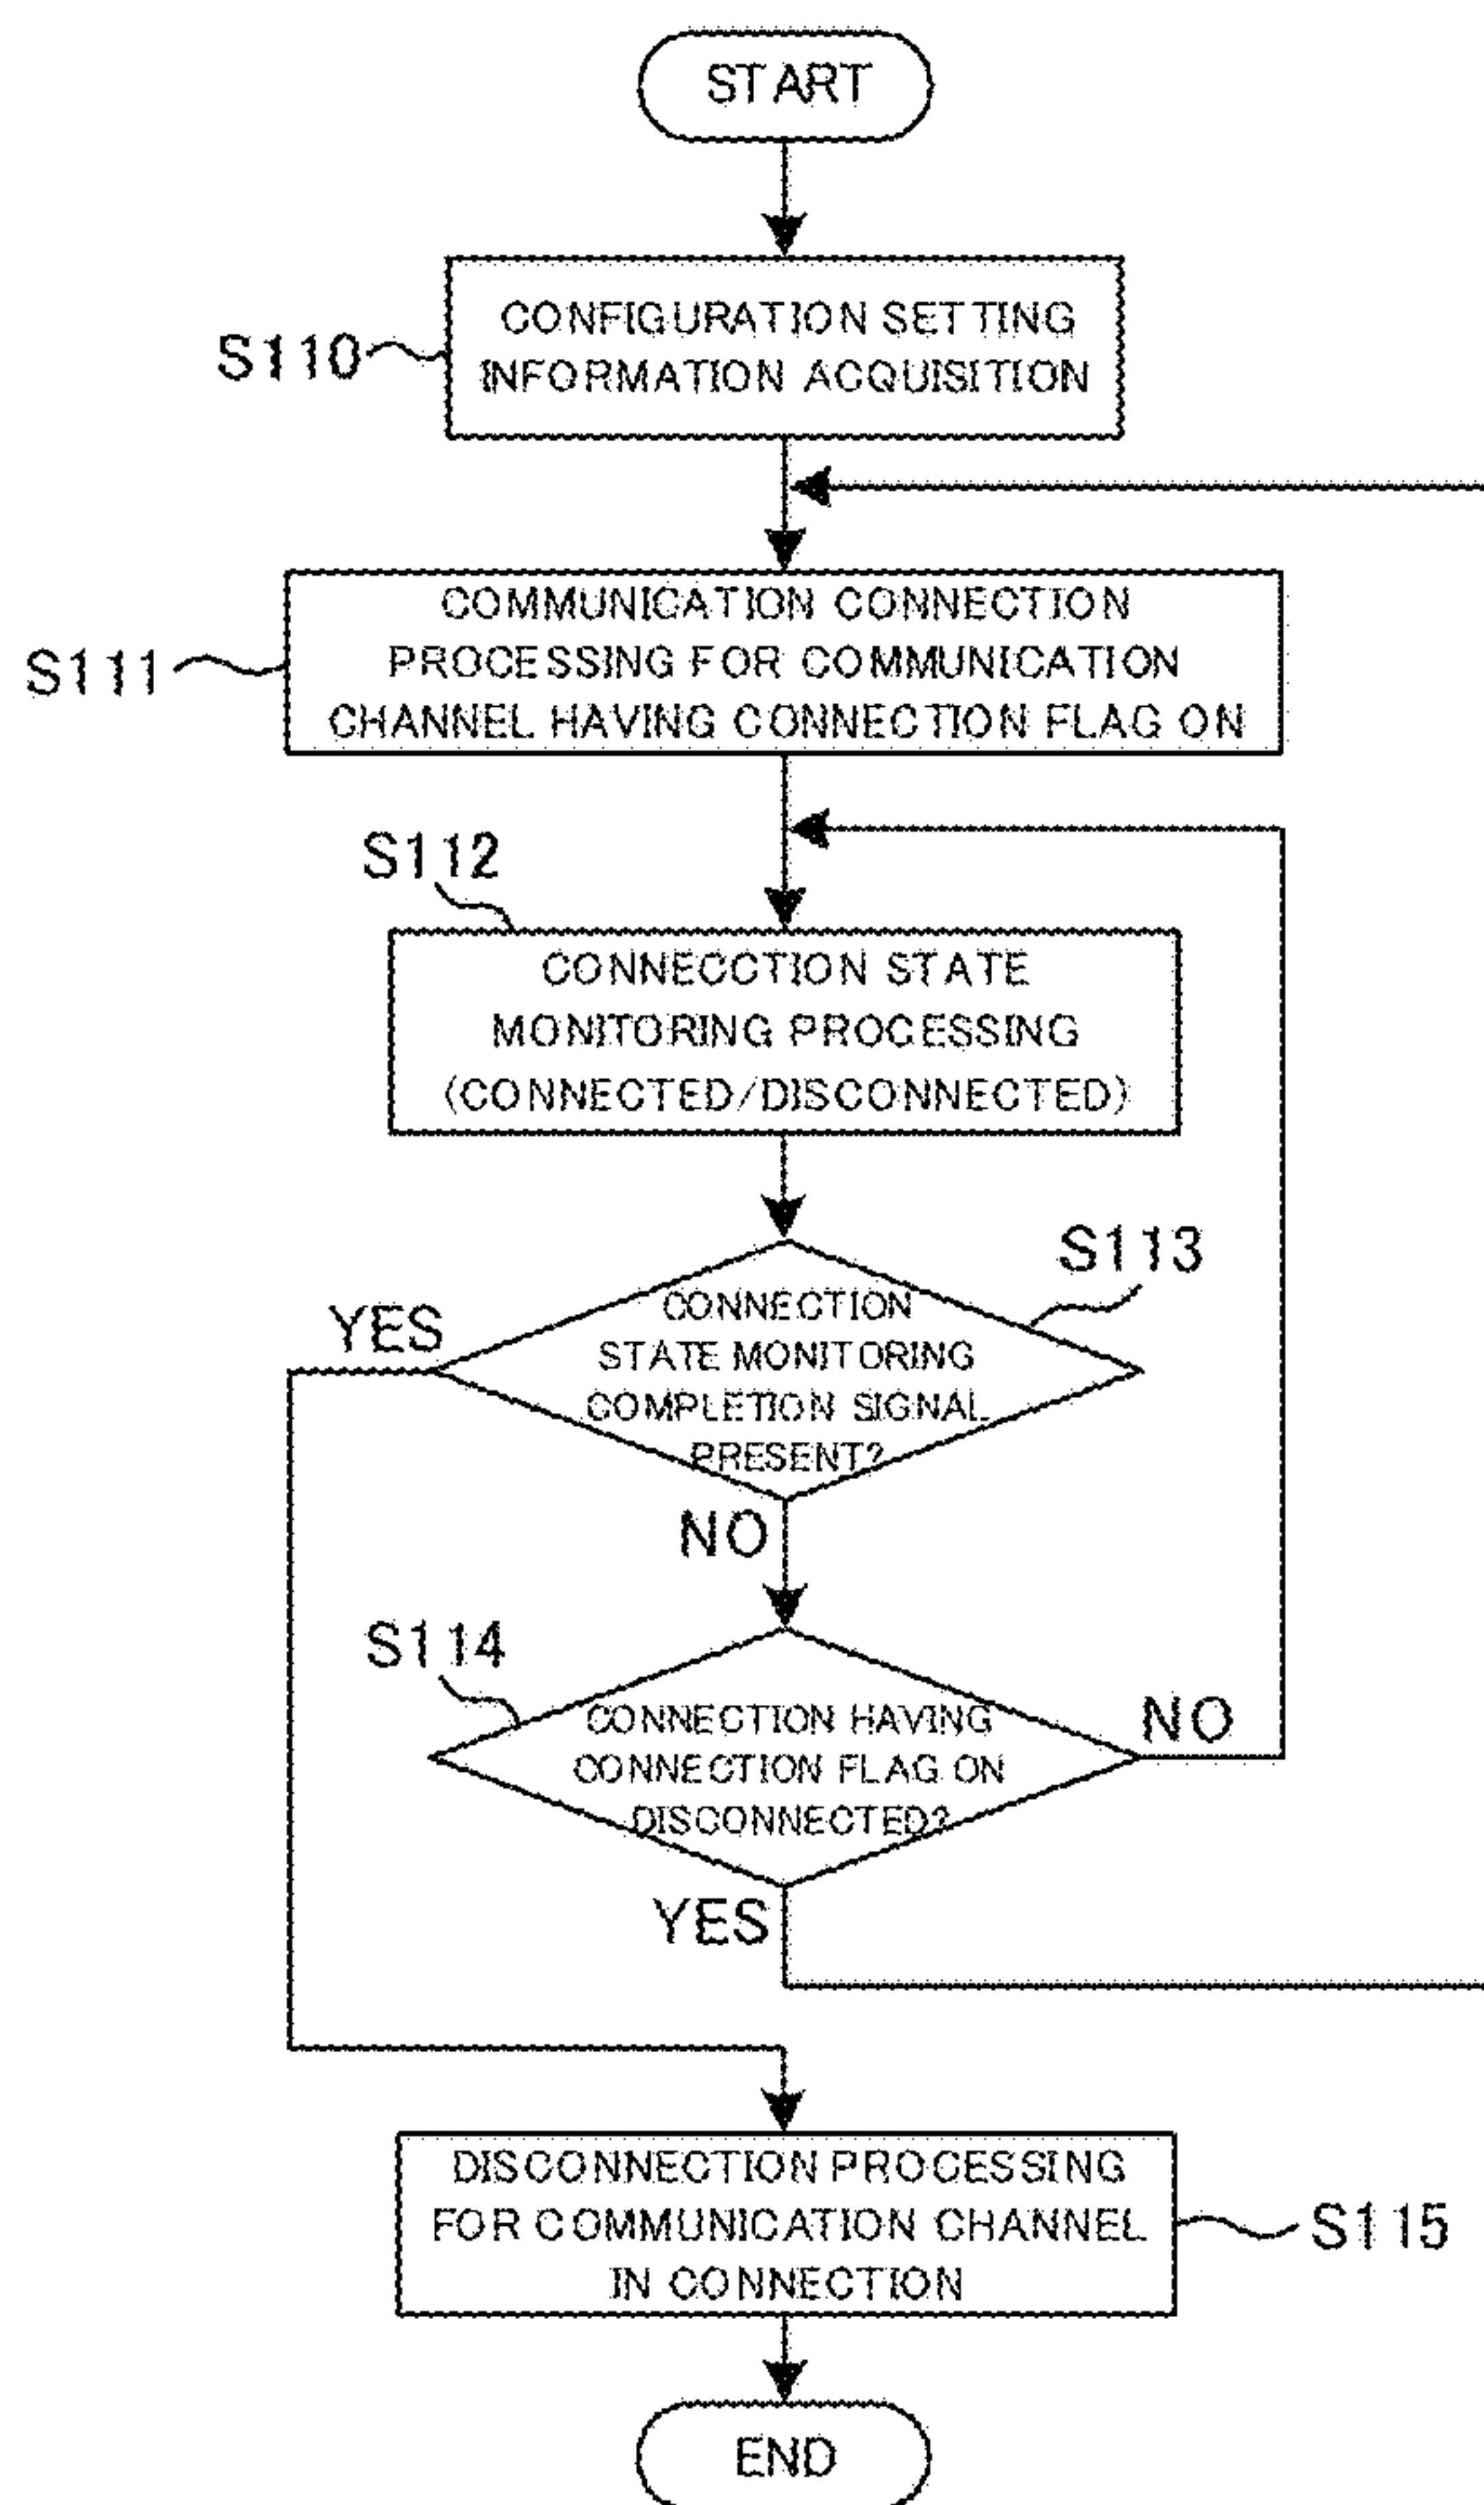 START
CONFIGURATION SETTING
INFORMATION ACQUISITION
S110
COMMUNICATION CONNECTION
PROCESSING FOR COMMUNICATION
CHANNEL HAVING CONNECTION FLAG ON
S111
S112
CONNECCTION STATE
MONITORING PROCESSING
(CONNECTED/DISCONNECTED)
S113
CONNECTION
STATE MONITORING
COMPLETION SIGNAL
PRESENT?
YES
NO
S114
CONNECTION HAVING
CONNECTION FLAG ON
DISCONNECTED?
NO
YES
DISCONNECTION PROCESSING
FOR COMMUNICATION CHANNEL
IN CONNECTION
S115
END